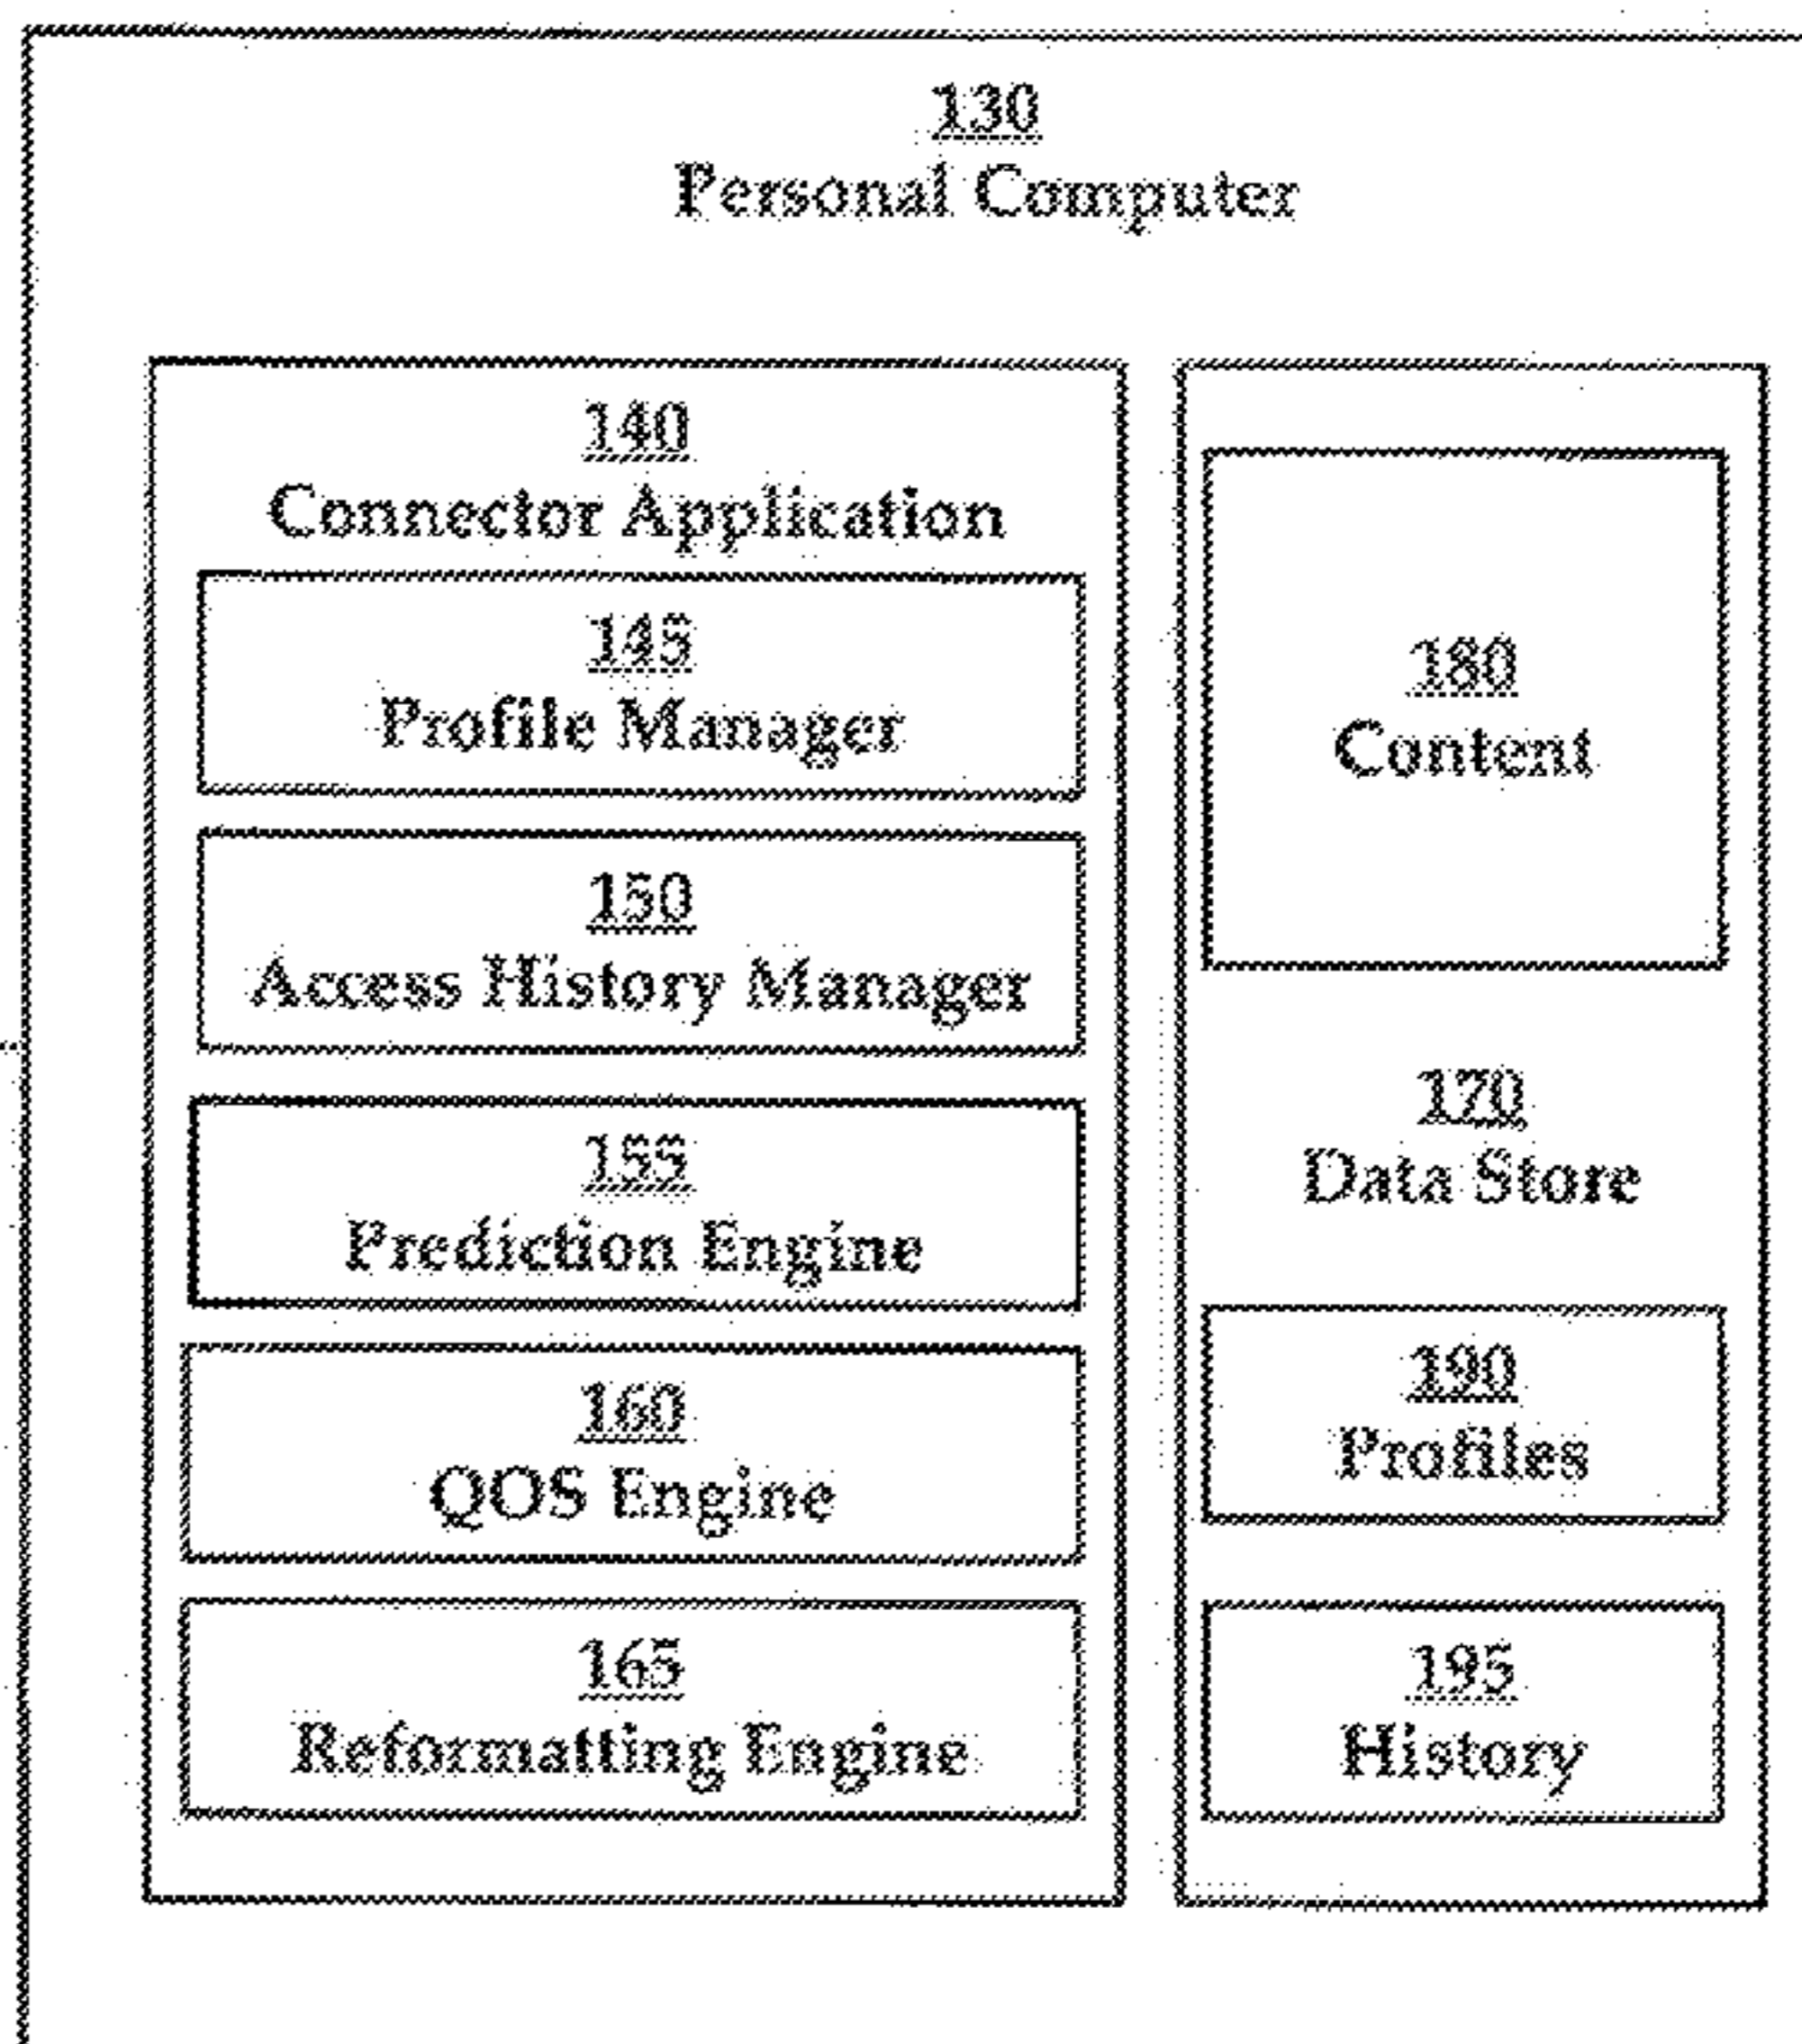 130
Personal Computer
140
Connector Application
145
Profile Manager
150
Access History Manager
155
Prediction Engine
160
QOS Engine
165
Reformatting Engine
180
Content
170
Data Store
190
Profiles
195
History